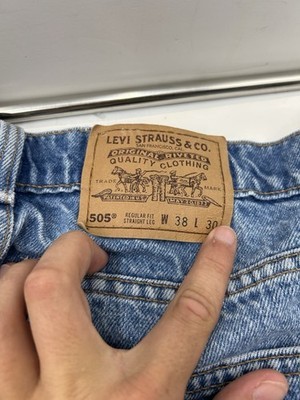 LEVI STRAUSS & CO.
SAN FRANCISCO, CAL.
ORIGINAL RIVETED
QUALITY CLOTHING
TRADE MARK
505® REGULAR FIT W 38 L 30
STRAIGHT LEG